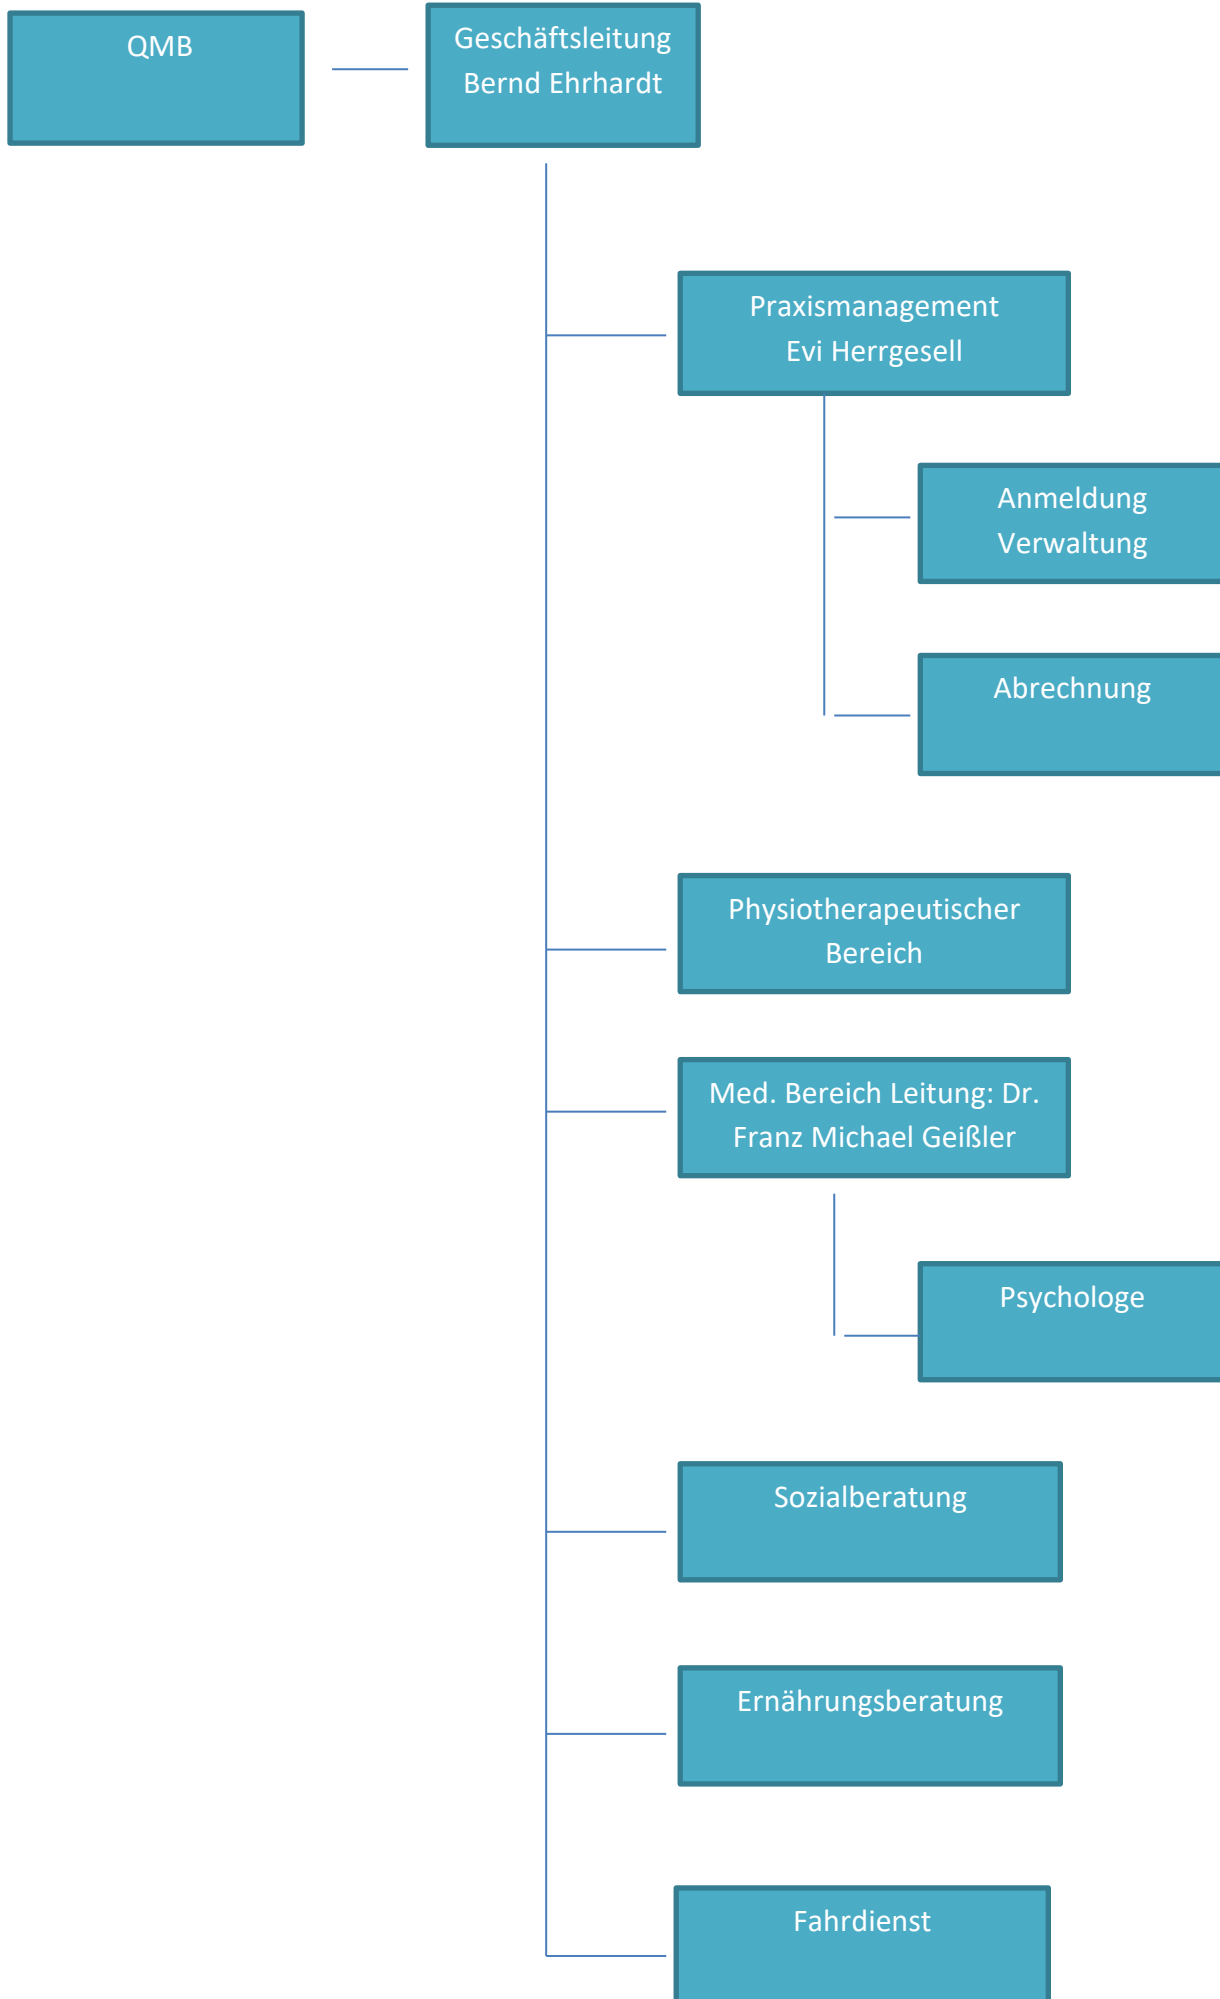 QMB
Geschäftsleitung
Bernd Ehrhardt
Praxismanagement
Evi Herrgesell
Anmeldung
Verwaltung
Abrechnung
Physiotherapeutischer
Bereich
Med. Bereich Leitung: Dr.
Franz Michael Geißler
Psychologe
Sozialberatung
Ernährungsberatung
Fahrdienst